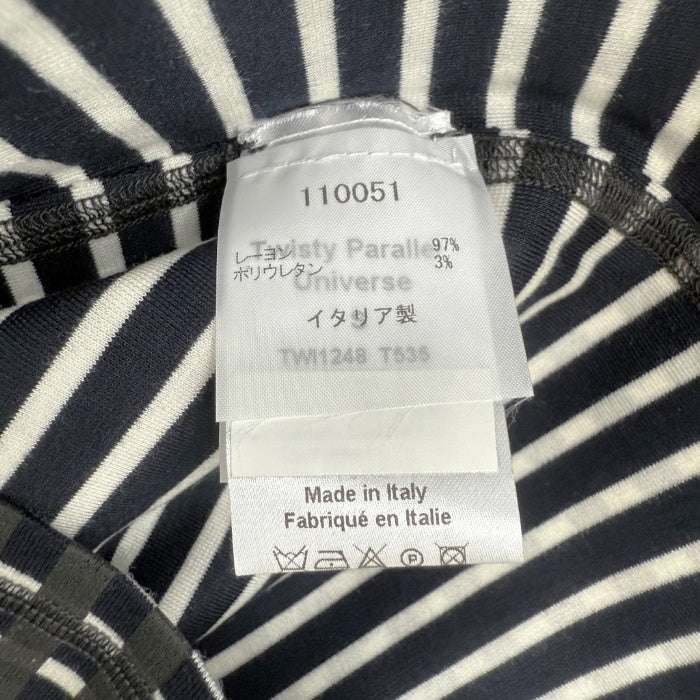 110051
Twisty Paralle
レーヨン 97%
ポリウレタン 3%
Universe
イタリア製
TWI1248 T535
Made in Italy
Fabriqué en Italie